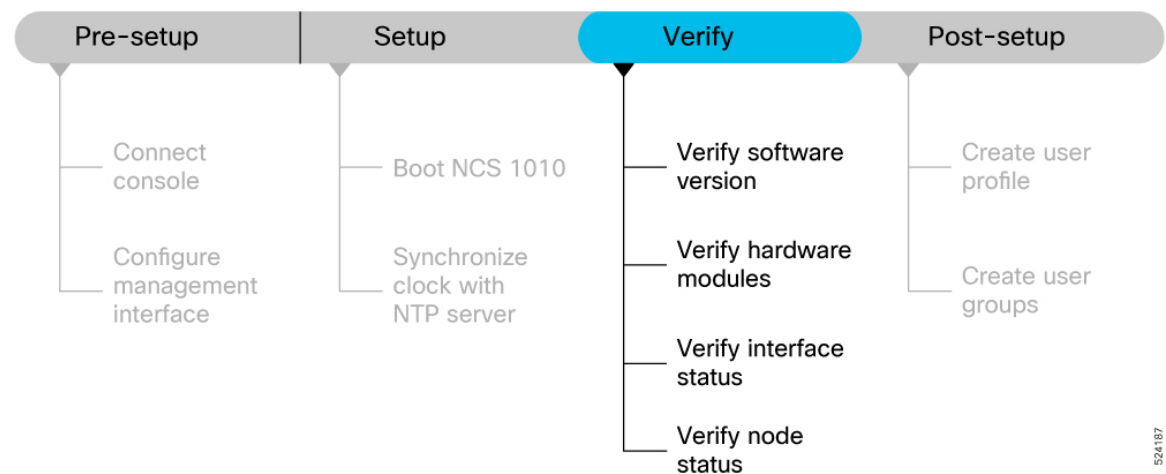 Pre-setup
Setup
Verify
Post-setup
Connect
console
Configure
management
interface
Boot NCS 1010
Synchronize
clock with
NTP server
Verify software
version
Verify hardware
modules
Verify interface
status
Verify node
status
Create user
profile
Create user
groups
524187